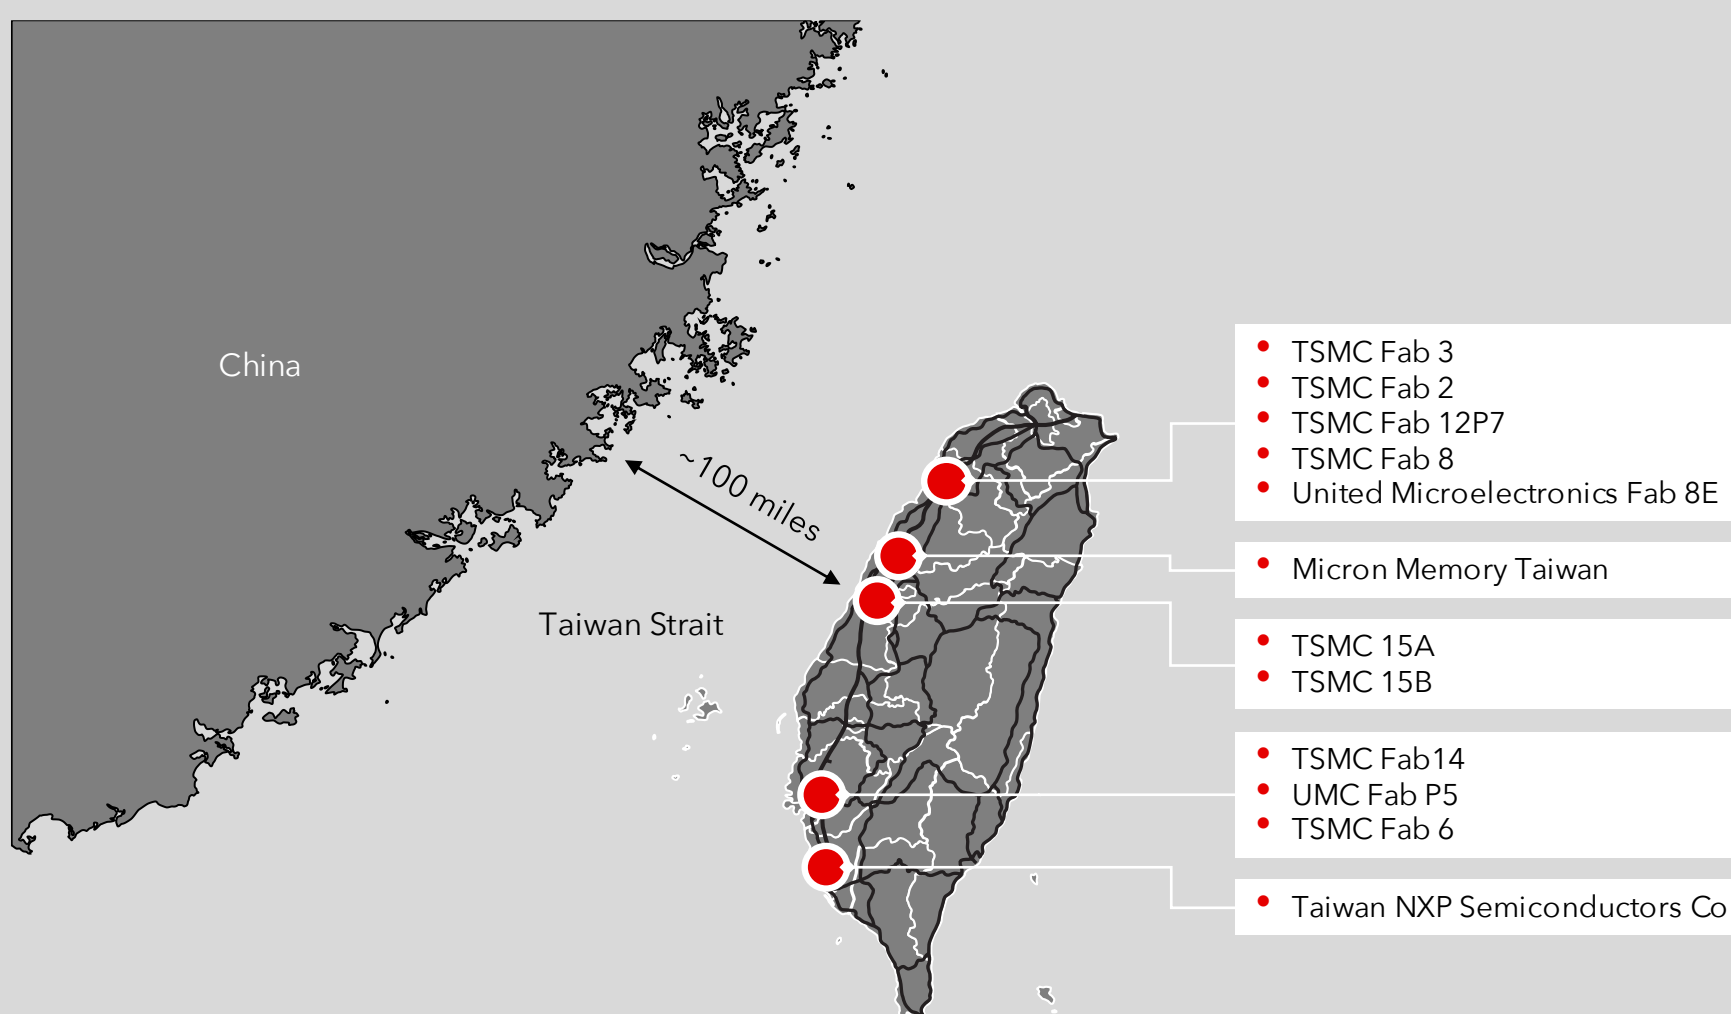 China
~100 miles
Taiwan Strait
TSMC Fab 3
TSMC Fab 2
TSMC Fab 12P7
TSMC Fab 8
United Microelectronics Fab 8E
Micron Memory Taiwan
TSMC 15A
TSMC 15B
TSMC Fab14
UMC Fab P5
TSMC Fab 6
Taiwan NXP Semiconductors Co